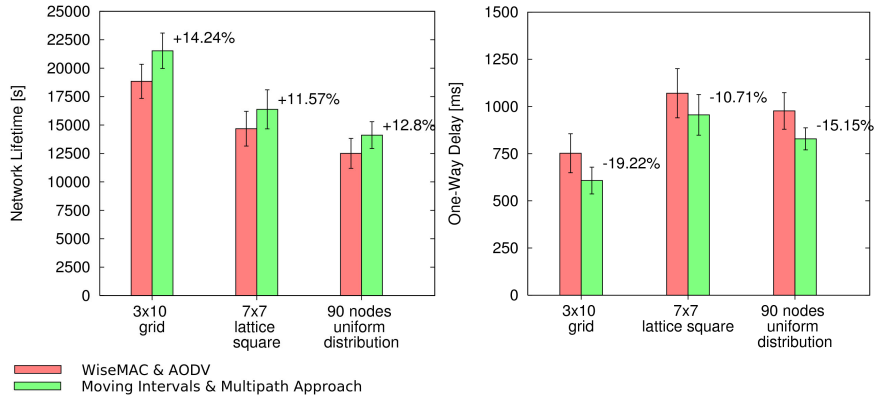 Network Lifetime [s]
25000
22500
20000
17500
15000
12500
10000
7500
5000
2500
0
+14.24%
+11.57%
+12.8%
3x10
grid
7x7
lattice
square
90 nodes
uniform
distribution
One-Way Delay [ms]
1500
1250
1000
750
500
250
0
-19.22%
-10.71%
-15.15%
3x10
grid
7x7
lattice square
90 nodes
uniform
distribution
WiseMAC & AODV
Moving Intervals & Multipath Approach